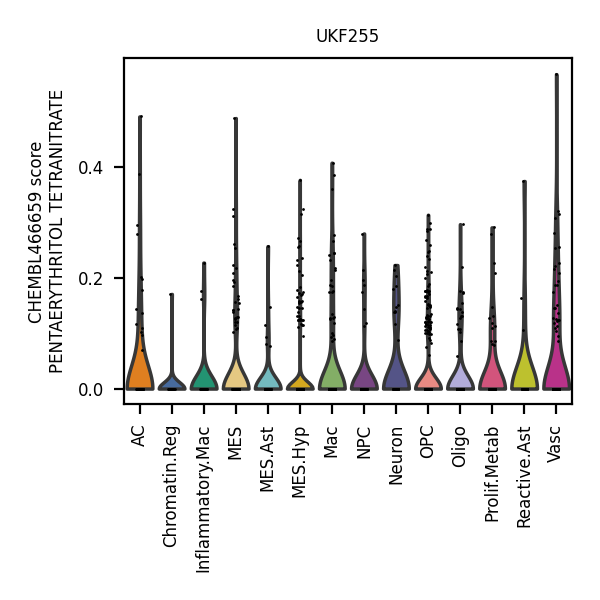 UKF255
CHEMBL466659 score
PENTAERYTHRITOL TETRANITRATE
0.4
0.2
0.0
AC
Chromatin.Reg
Inflammatory.Mac
MES
MES.Ast
MES.Hyp
Mac
NPC
Neuron
OPC
Oligo
Prolif.Metab
Reactive.Ast
Vasc